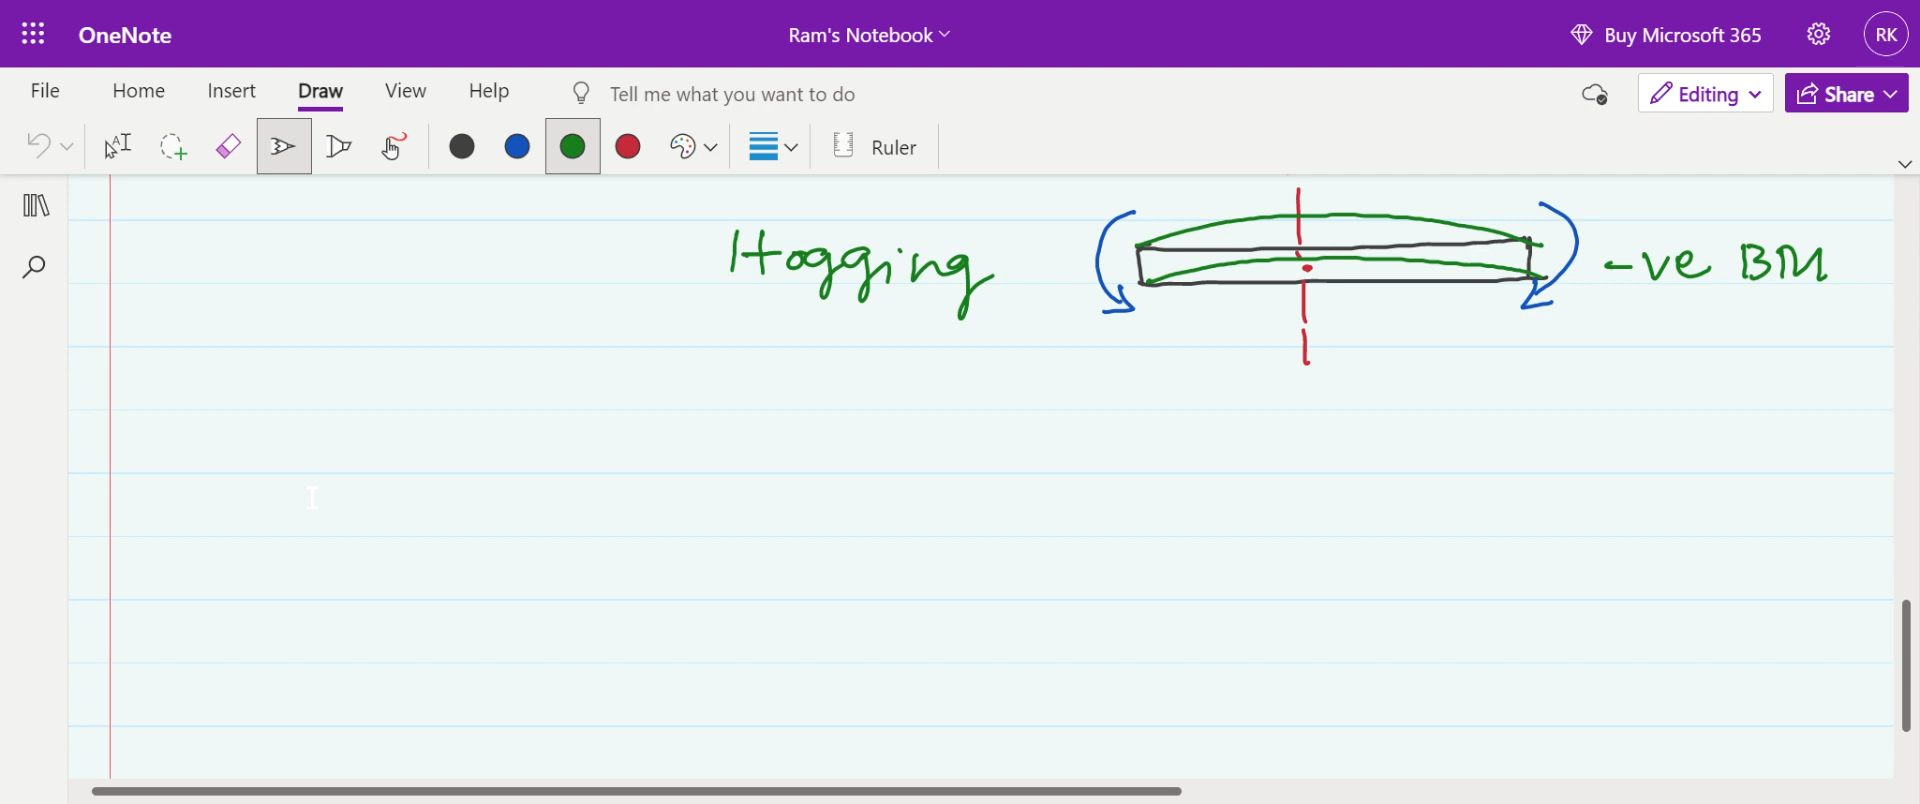 OneNote
Ram's Notebook
Buy Microsoft 365
RK
File Home Insert Draw View Help Tell me what you want to do Editing Share
Ruler
Hogging -ve BM